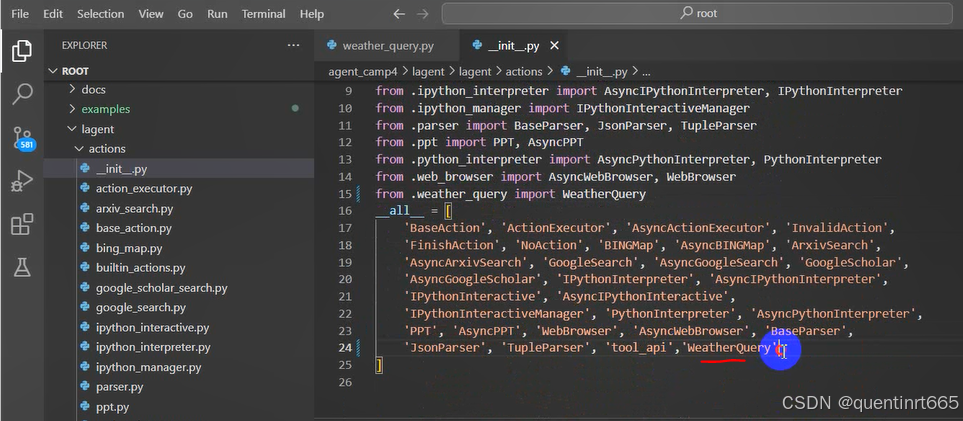 File Edit Selection View Go Run Terminal Help
root
EXPLORER
weather_query.py
__init__.py
ROOT
agent_camp4 > lagent > lagent > actions > __init__.py > ...
docs
examples
lagent
actions
__init__.py
action_executor.py
arxiv_search.py
base_action.py
bing_map.py
builtin_actions.py
google_scholar_search.py
google_search.py
ipython_interactive.py
ipython_interpreter.py
ipython_manager.py
parser.py
ppt.py
581
9 from .ipython_interpreter import AsyncIPythonInterpreter, IPythonInterpreter
10 from .ipython_manager import IPythonInteractiveManager
11 from .parser import BaseParser, JsonParser, TupleParser
12 from .ppt import PPT, AsyncPPT
13 from .python_interpreter import AsyncPythonInterpreter, PythonInterpreter
14 from .web_browser import AsyncWebBrowser, WebBrowser
15 from .weather_query import WeatherQuery
16 __all__ = [
17 'BaseAction', 'ActionExecutor', 'AsyncActionExecutor', 'InvalidAction',
18 'FinishAction', 'NoAction', 'BINGMap', 'AsyncBINGMap', 'ArxivSearch',
19 'AsyncArxivSearch', 'GoogleSearch', 'AsyncGoogleSearch', 'GoogleScholar',
20 'AsyncGoogleScholar', 'IPythonInterpreter', 'AsyncIPythonInterpreter',
21 'IPythonInteractive', 'AsyncIPythonInteractive',
22 'IPythonInteractiveManager', 'PythonInterpreter', 'AsyncPythonInterpreter',
23 'PPT', 'AsyncPPT', 'WebBrowser', 'AsyncWebBrowser', 'BaseParser',
24 'JsonParser', 'TupleParser', 'tool_api','WeatherQuery'
25 ]
26
CSDN @quentinrt665